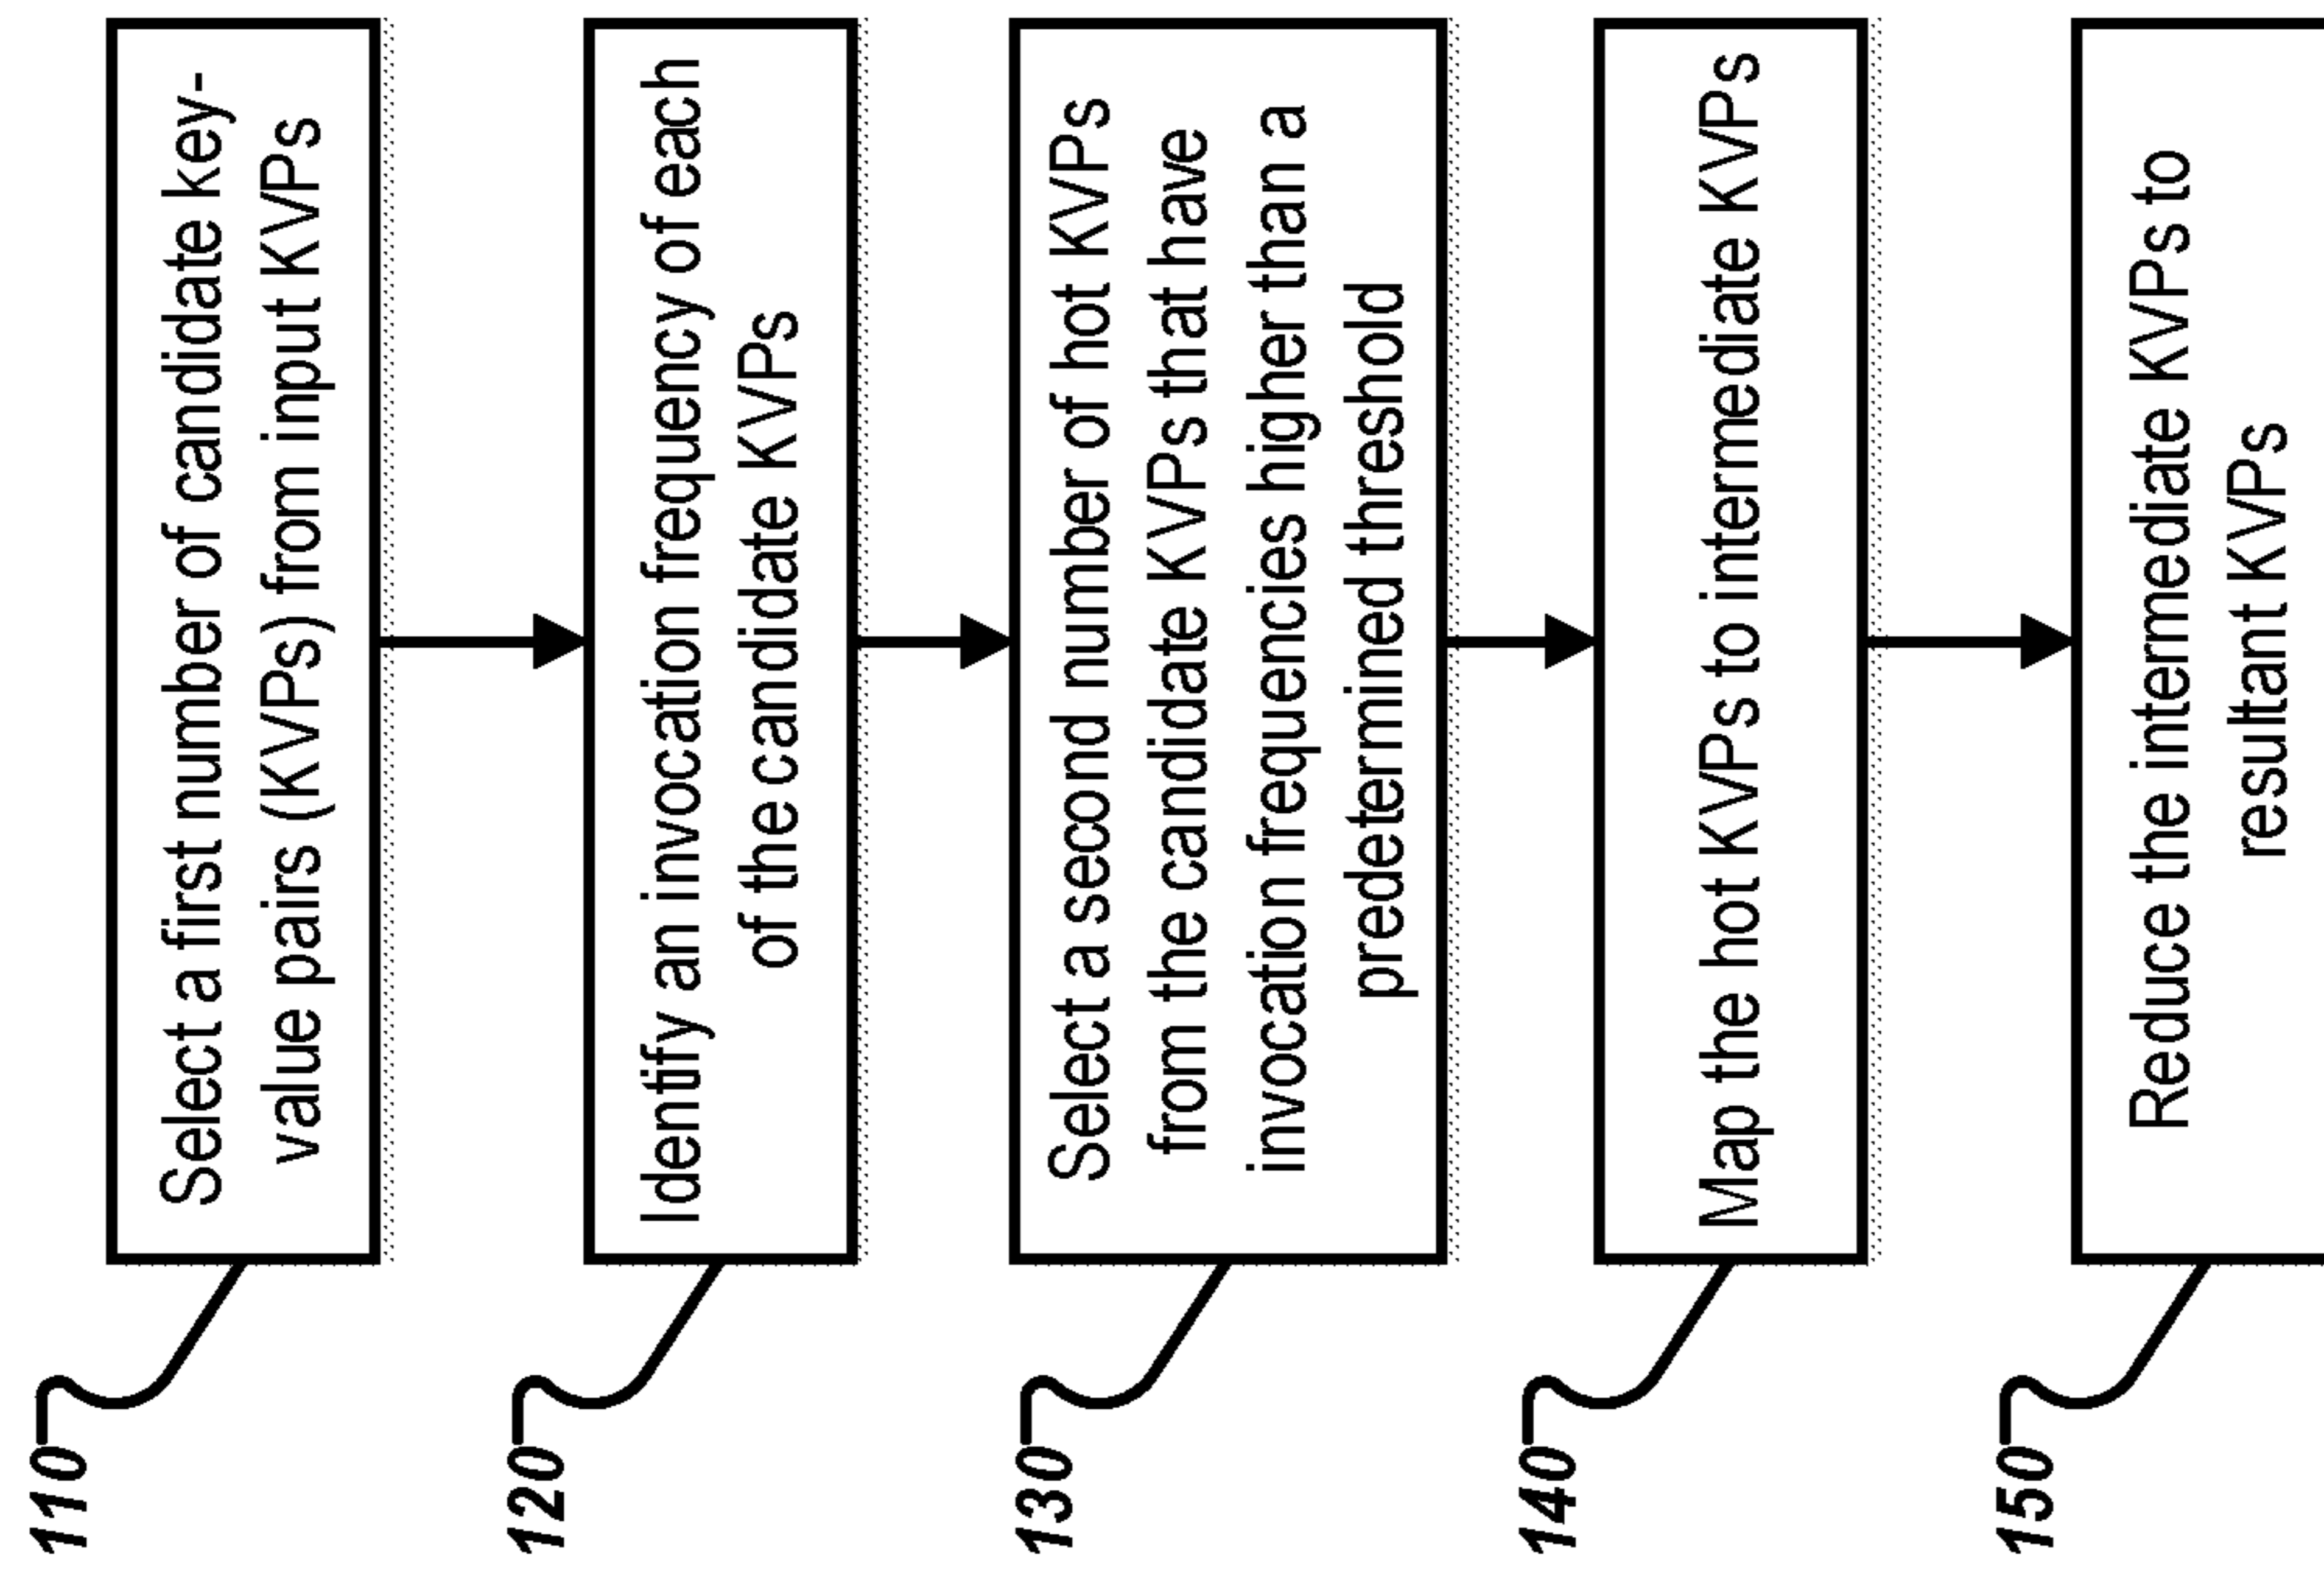 110
Select a first number of candidate key-
value pairs (KVPs) from input KVPs
120
Identify an invocation frequency of each
of the candidate KVPs
130
Select a second number of hot KVPs
from the candidate KVPs that have
invocation frequencies higher than a
predetermined threshold
140
Map the hot KVPs to intermediate KVPs
150
Reduce the intermediate KVPs to
resultant KVPs